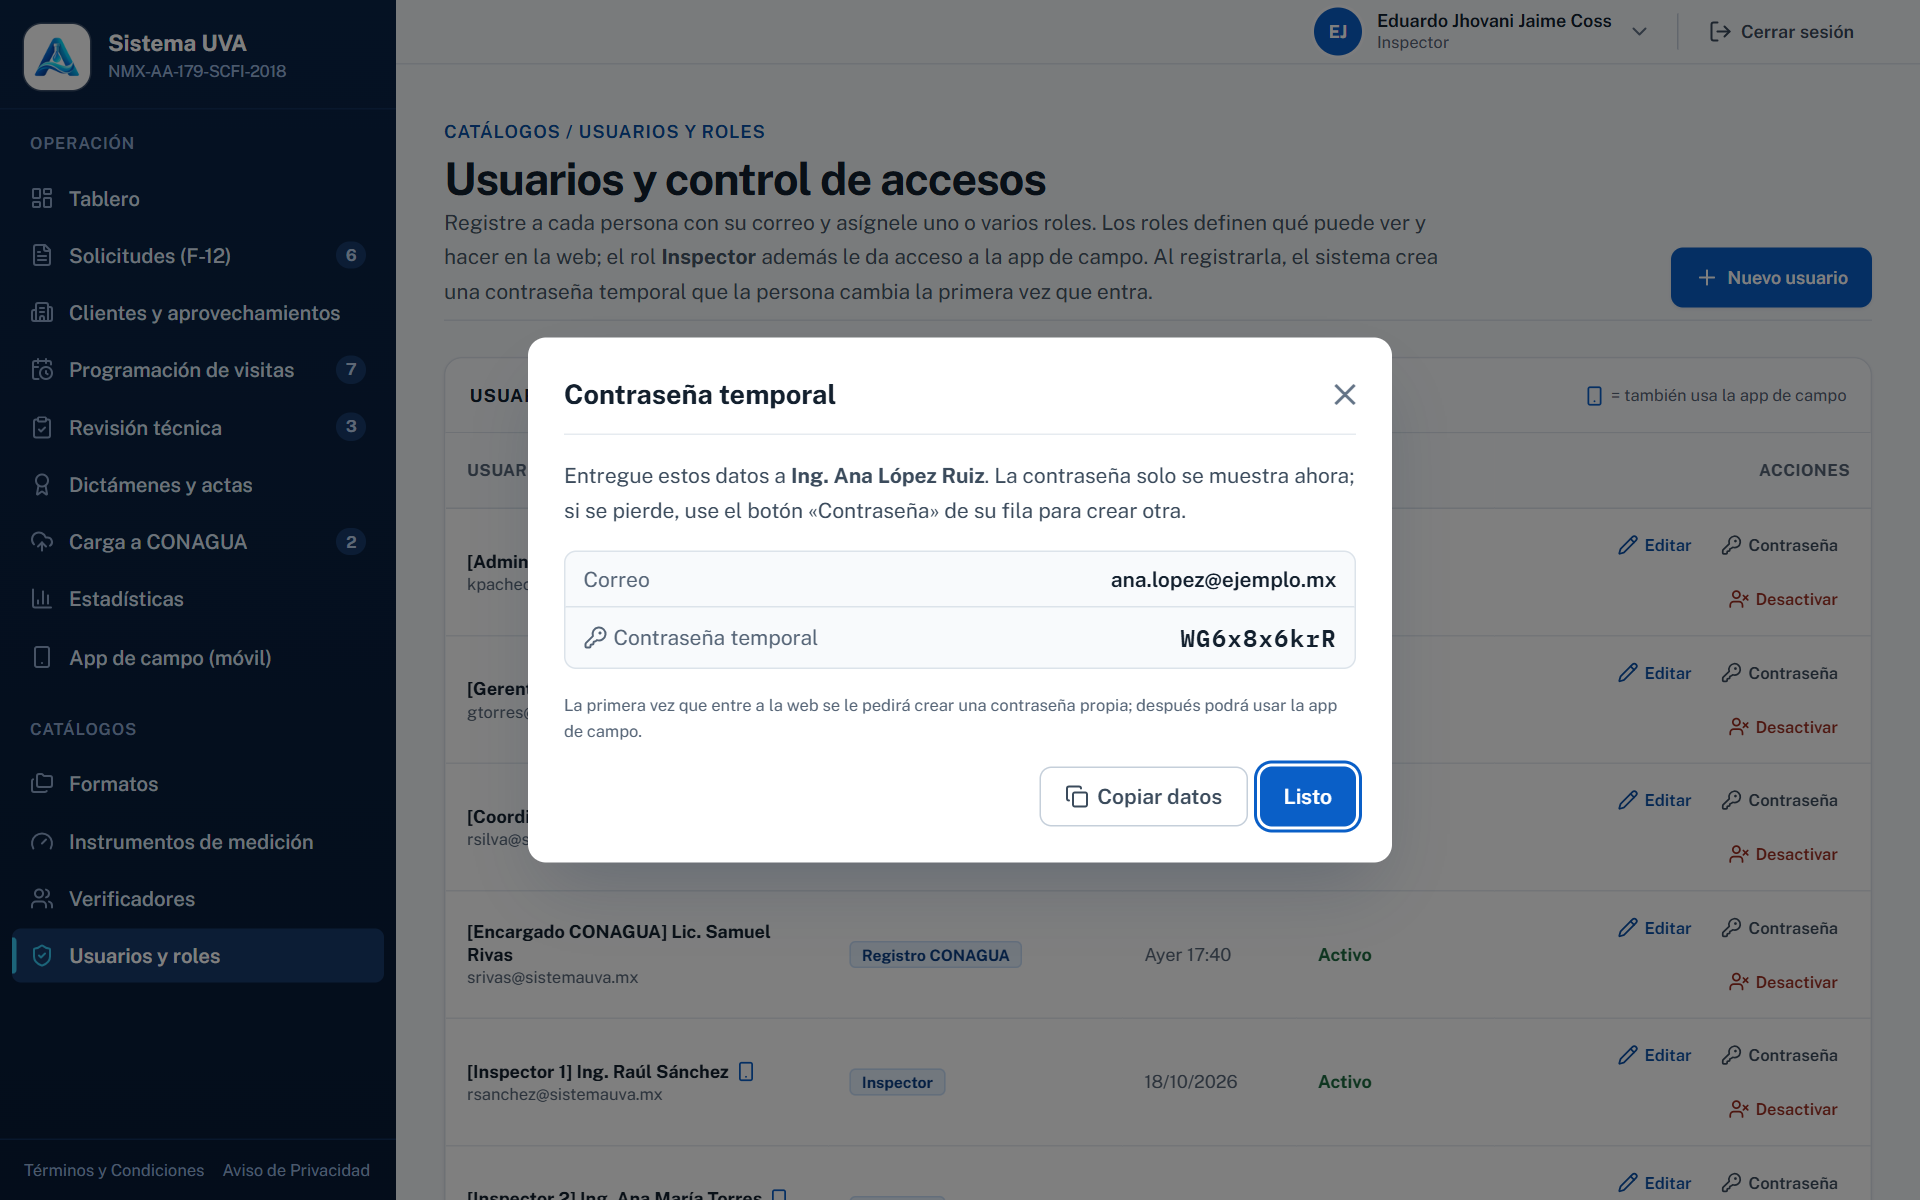 Sistema UVA
NMX-AA-179-SCFI-2018
OPERACIÓN
Tablero
Solicitudes (F-12) 6
Clientes y aprovechamientos
Programación de visitas 7
Revisión técnica 3
Dictámenes y actas
Carga a CONAGUA 2
Estadísticas
App de campo (móvil)
CATÁLOGOS
Formatos
Instrumentos de medición
Verificadores
Usuarios y roles
Términos y Condiciones Aviso de Privacidad
EJ
Eduardo Jhovani Jaime Coss
Inspector
Cerrar sesión
CATÁLOGOS / USUARIOS Y ROLES
Usuarios y control de accesos
Registre a cada persona con su correo y asígnele uno o varios roles. Los roles definen qué puede ver y
hacer en la web; el rol Inspector además le da acceso a la app de campo. Al registrarla, el sistema crea
una contraseña temporal que la persona cambia la primera vez que entra.
Nuevo usuario
= también usa la app de campo
ACCIONES
Contraseña temporal
Entregue estos datos a Ing. Ana López Ruiz. La contraseña solo se muestra ahora;
si se pierde, use el botón «Contraseña» de su fila para crear otra.
Correo ana.lopez@ejemplo.mx
Contraseña temporal WG6x8x6krR
La primera vez que entre a la web se le pedirá crear una contraseña propia; después podrá usar la app
de campo.
Copiar datos Listo
Editar Contraseña
Desactivar
Editar Contraseña
Desactivar
Editar Contraseña
Desactivar
[Encargado CONAGUA] Lic. Samuel
Rivas
srivas@sistemauva.mx
Registro CONAGUA
Ayer 17:40
Activo
Editar Contraseña
Desactivar
[Inspector 1] Ing. Raúl Sánchez
rsanchez@sistemauva.mx
Inspector
18/10/2026
Activo
Editar Contraseña
Desactivar
[Inspector 2] Ing. Ana María Torres
Editar Contraseña